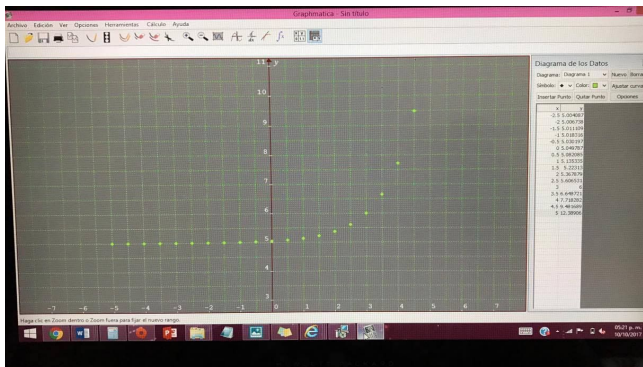 Graphmatica - Sin título
Archivo Edición Ver Opciones Herramientas Cálculo Ayuda
Diagrama de los Datos
Diagrama: Diagrama 1 Nuevo Borra
Símbolo: Color: Ajustar curva
Insertar Punto Quitar Punto Opciones
x y
-2.5 5.004087
-2 5.006738
-1.5 5.011109
-1 5.018316
-0.5 5.030197
0 5.049787
0.5 5.082085
1 5.135335
1.5 5.22313
2 5.367879
2.5 5.606531
3 6
3.5 6.648721
4 7.718282
4.5 9.481689
5 12.38906
11 y
10
9
8
7
6
5
4
3
-7 -6 -5 -4 -3 -2 -1 0 1 2 3 4 5 6 7
Haga clic en Zoom dentro o Zoom fuera para fijar el nuevo rango.
05:21 p. m.
10/10/2017